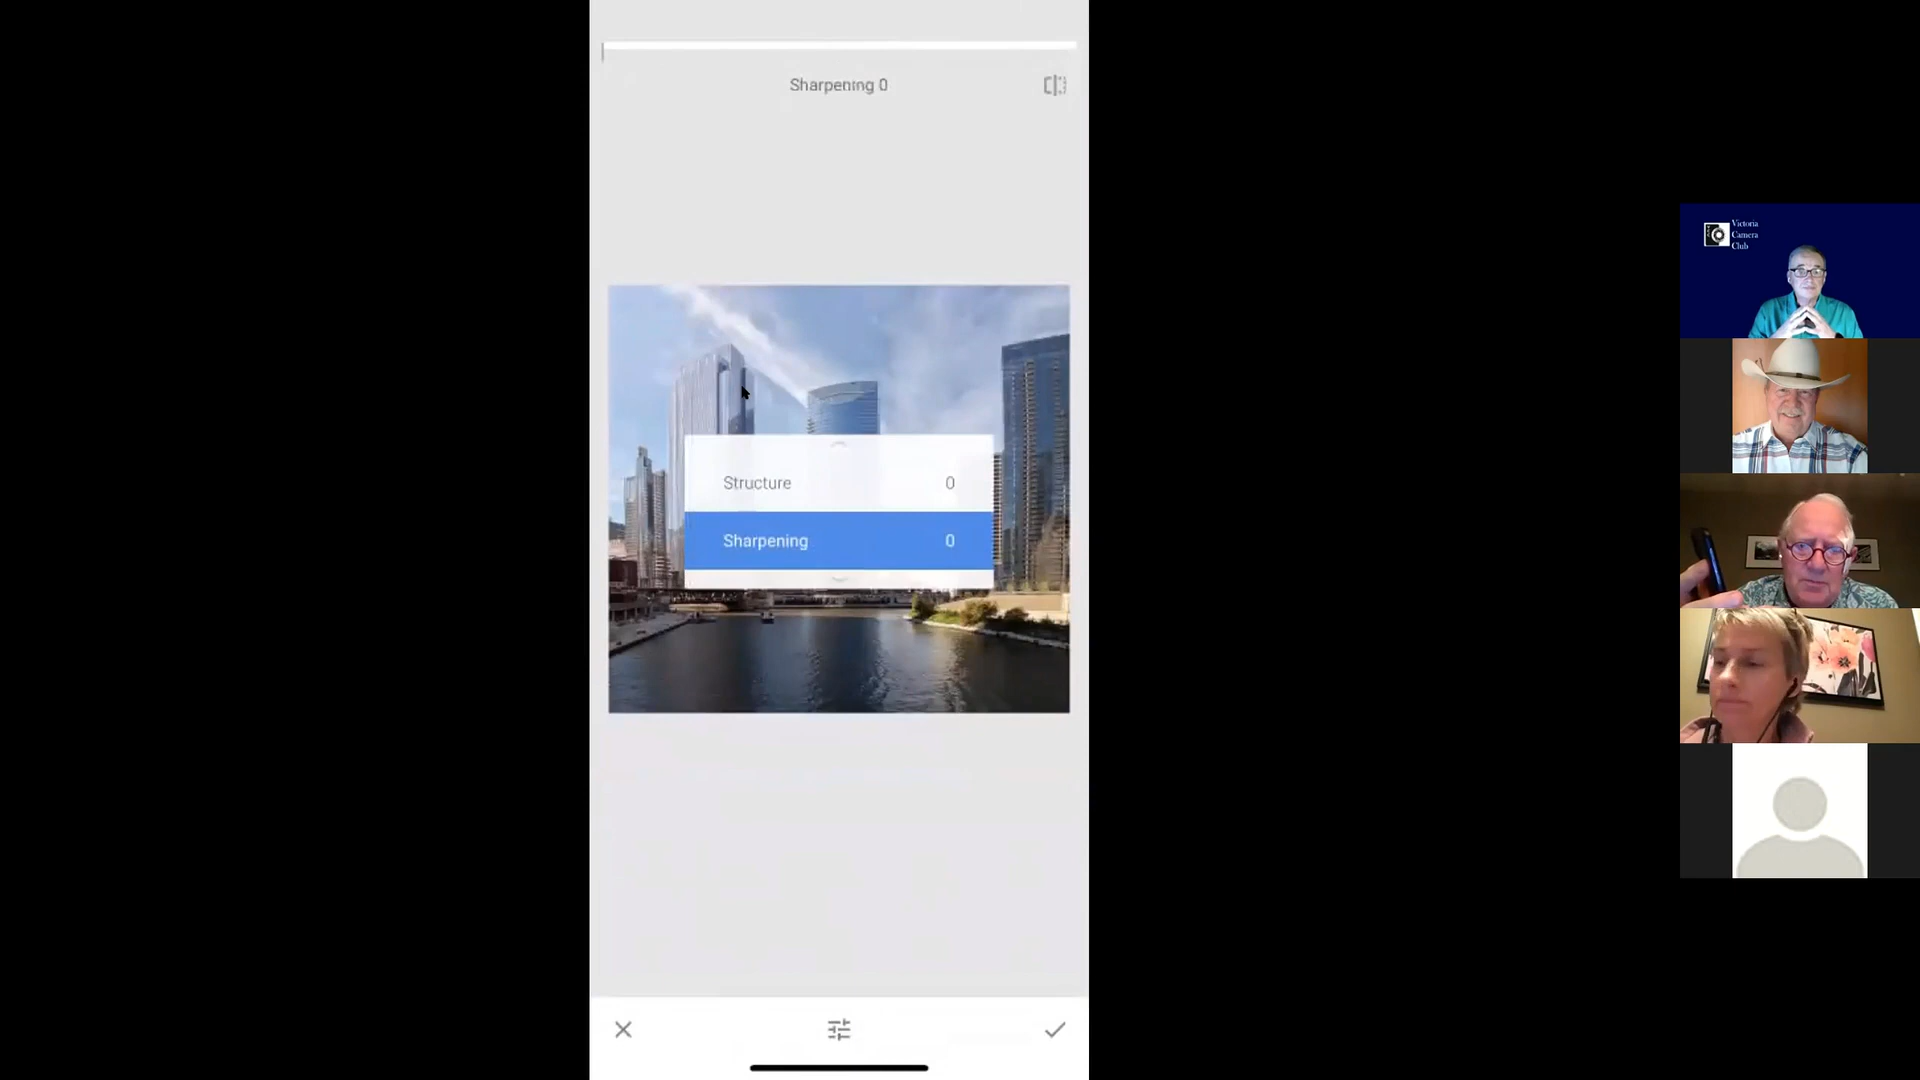 Sharpening 0
Structure 0
Sharpening 0
Victoria
Camera
Club